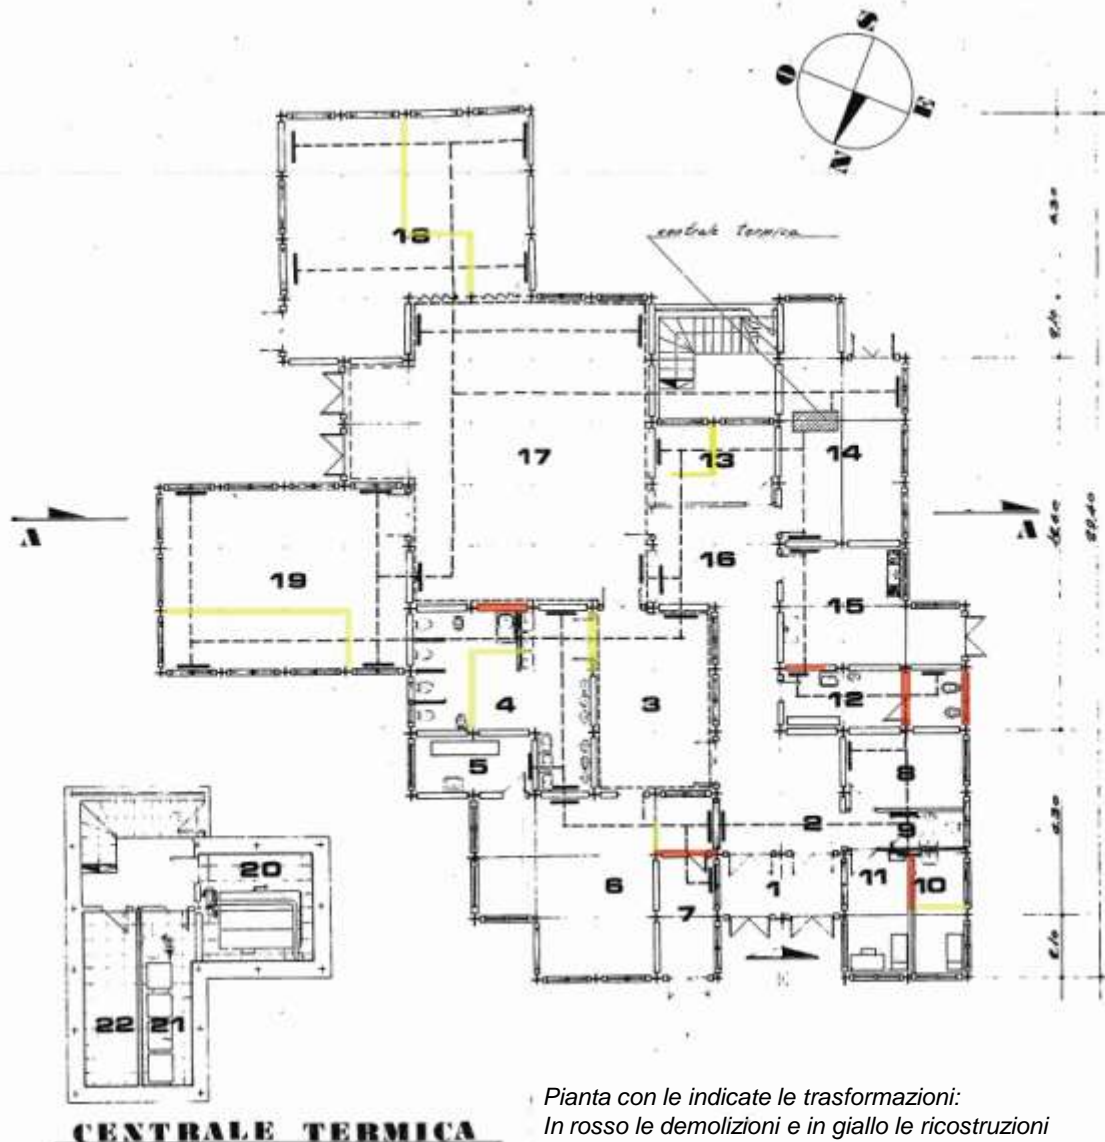 S
O
E
N
centrale termica
18
17
13
14
16
A
A
19
15
12
4
3
5
8
2
9
6
1
11
10
7
E
20
22
21
CENTRALE TERMICA
Pianta con le indicate le trasformazioni:
In rosso le demolizioni e in giallo le ricostruzioni